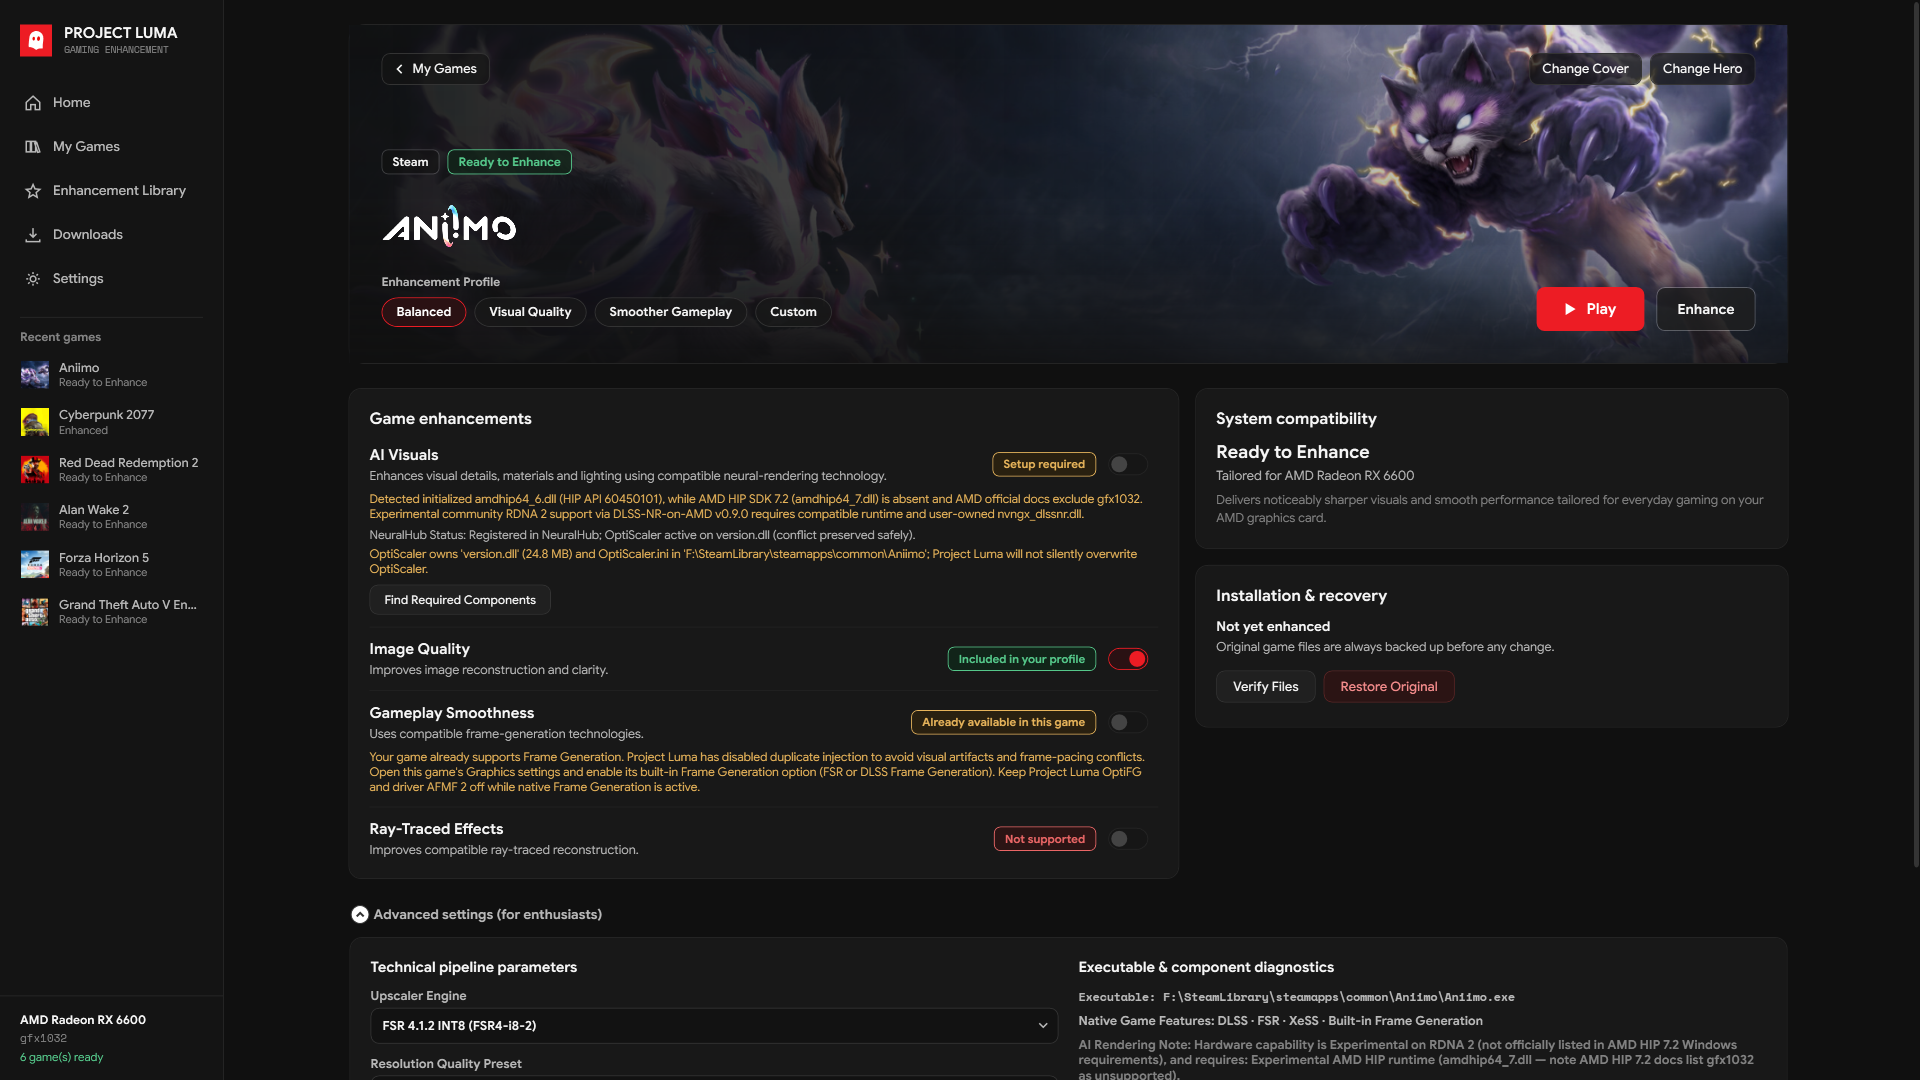 PROJECT LUMA
GAMING ENHANCEMENT
Home
My Games
Enhancement Library
Downloads
Settings
Recent games
Aniimo
Ready to Enhance
Cyberpunk 2077
Enhanced
Red Dead Redemption 2
Ready to Enhance
Alan Wake 2
Ready to Enhance
Forza Horizon 5
Ready to Enhance
Grand Theft Auto V En...
Ready to Enhance
AMD Radeon RX 6600
gfx1032
6 game(s) ready
My Games
Change Cover
Change Hero
Steam
Ready to Enhance
ANIIMO
Enhancement Profile
Balanced
Visual Quality
Smoother Gameplay
Custom
Play
Enhance
Game enhancements
AI Visuals
Enhances visual details, materials and lighting using compatible neural-rendering technology.
Setup required
Detected initialized amdhip64_6.dll (HIP API 60450101), while AMD HIP SDK 7.2 (amdhip64_7.dll) is absent and AMD official docs exclude gfx1032.
Experimental community RDNA 2 support via DLSS-NR-on-AMD v0.9.0 requires compatible runtime and user-owned nvngx_dlssnr.dll.
NeuralHub Status: Registered in NeuralHub; OptiScaler active on version.dll (conflict preserved safely).
OptiScaler owns 'version.dll' (24.8 MB) and OptiScaler.ini in 'F:\SteamLibrary\steamapps\common\Aniimo'; Project Luma will not silently overwrite
OptiScaler.
Find Required Components
Image Quality
Improves image reconstruction and clarity.
Included in your profile
Gameplay Smoothness
Uses compatible frame-generation technologies.
Already available in this game
Your game already supports Frame Generation. Project Luma has disabled duplicate injection to avoid visual artifacts and frame-pacing conflicts.
Open this game's Graphics settings and enable its built-in Frame Generation option (FSR or DLSS Frame Generation). Keep Project Luma OptiFG
and driver AFMF 2 off while native Frame Generation is active.
Ray-Traced Effects
Improves compatible ray-traced reconstruction.
Not supported
System compatibility
Ready to Enhance
Tailored for AMD Radeon RX 6600
Delivers noticeably sharper visuals and smooth performance tailored for everyday gaming on your
AMD graphics card.
Installation & recovery
Not yet enhanced
Original game files are always backed up before any change.
Verify Files
Restore Original
Advanced settings (for enthusiasts)
Technical pipeline parameters
Upscaler Engine
FSR 4.1.2 INT8 (FSR4-i8-2)
Resolution Quality Preset
Executable & component diagnostics
Executable: F:\SteamLibrary\steamapps\common\Aniimo\Aniimo.exe
Native Game Features: DLSS · FSR · XeSS · Built-in Frame Generation
AI Rendering Note: Hardware capability is Experimental on RDNA 2 (not officially listed in AMD HIP 7.2 Windows
requirements), and requires: Experimental AMD HIP runtime (amdhip64_7.dll — note AMD HIP 7.2 docs list gfx1032
as unsupported).